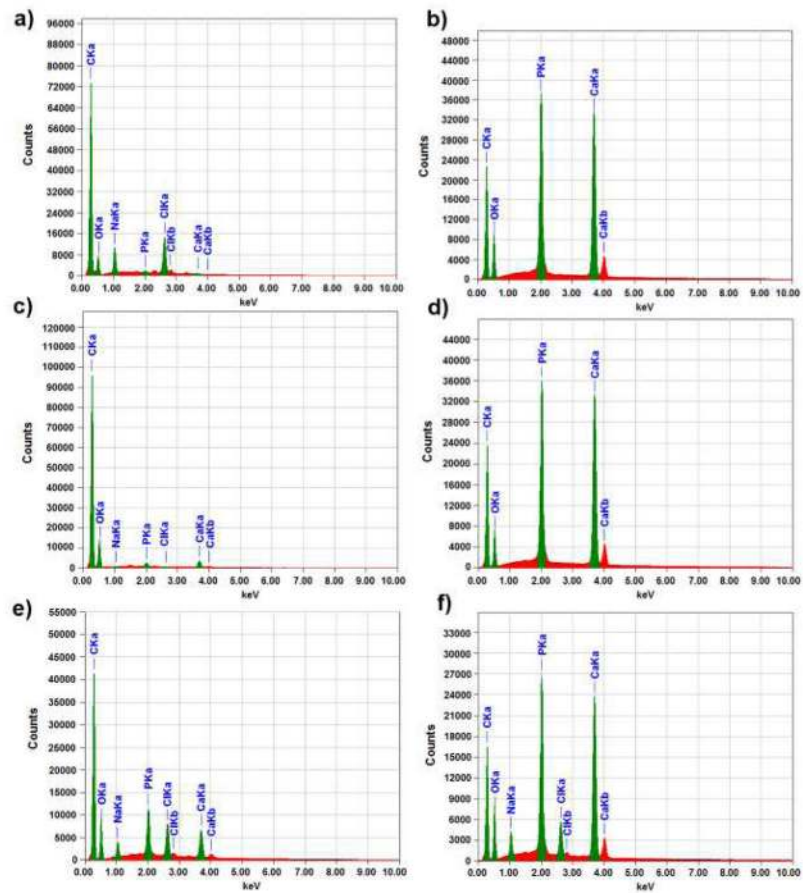 a)
Counts
96000
88000
80000
72000
64000
56000
48000
40000
32000
24000
16000
8000
0
CKa
OKa
NaKa
PKa
ClKa
ClKb
CaKa
CaKb
0.00 1.00 2.00 3.00 4.00 5.00 6.00 7.00 8.00 9.00 10.00
keV
b)
Counts
48000
44000
40000
36000
32000
28000
24000
20000
16000
12000
8000
4000
0
CKa
OKa
PKa
CaKa
CaKb
0.00 1.00 2.00 3.00 4.00 5.00 6.00 7.00 8.00 9.00 10.00
keV
c)
Counts
120000
110000
100000
90000
80000
70000
60000
50000
40000
30000
20000
10000
0
CKa
OKa
NaKa
PKa
ClKa
CaKa
CaKb
0.00 1.00 2.00 3.00 4.00 5.00 6.00 7.00 8.00 9.00 10.00
keV
d)
Counts
44000
40000
36000
32000
28000
24000
20000
16000
12000
8000
4000
0
CKa
OKa
PKa
CaKa
CaKb
0.00 1.00 2.00 3.00 4.00 5.00 6.00 7.00 8.00 9.00 10.00
keV
e)
Counts
55000
50000
45000
40000
35000
30000
25000
20000
15000
10000
5000
0
CKa
OKa
NaKa
PKa
ClKa
ClKb
CaKa
CaKb
0.00 1.00 2.00 3.00 4.00 5.00 6.00 7.00 8.00 9.00 10.00
keV
f)
Counts
33000
30000
27000
24000
21000
18000
15000
12000
9000
6000
3000
0
CKa
OKa
NaKa
PKa
ClKa
ClKb
CaKa
CaKb
0.00 1.00 2.00 3.00 4.00 5.00 6.00 7.00 8.00 9.00 10.00
keV